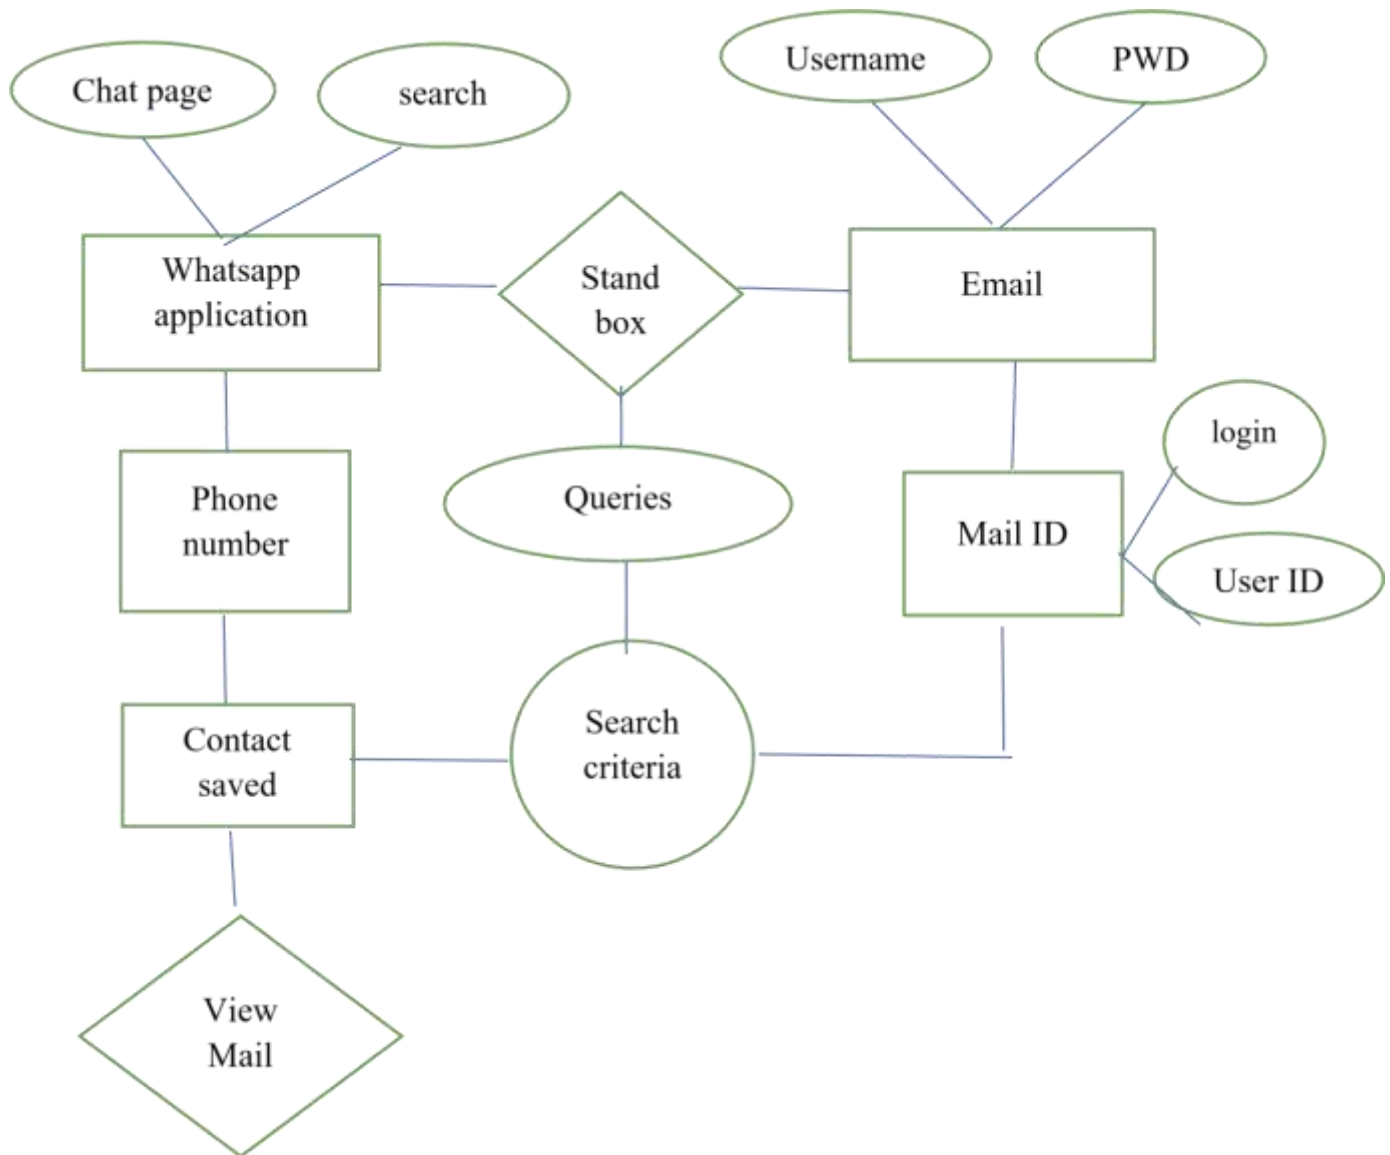 Chat page
search
Username
PWD
Whatsapp
application
Stand
box
Email
Phone
number
Queries
login
Mail ID
User ID
Contact
saved
Search
criteria
View
Mail